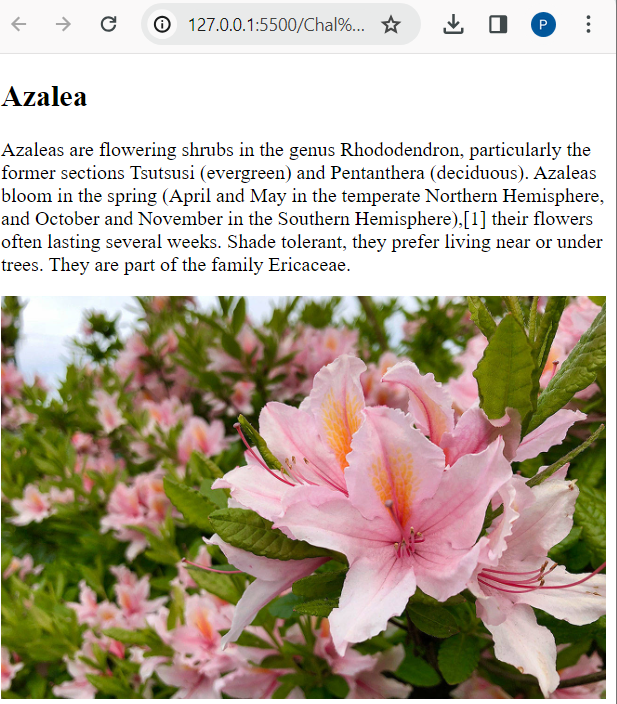 127.0.0.1:5500/Chal%...
P
Azalea
Azaleas are flowering shrubs in the genus Rhododendron, particularly the
former sections Tsutsusi (evergreen) and Pentanthera (deciduous). Azaleas
bloom in the spring (April and May in the temperate Northern Hemisphere,
and October and November in the Southern Hemisphere),[1] their flowers
often lasting several weeks. Shade tolerant, they prefer living near or under
trees. They are part of the family Ericaceae.